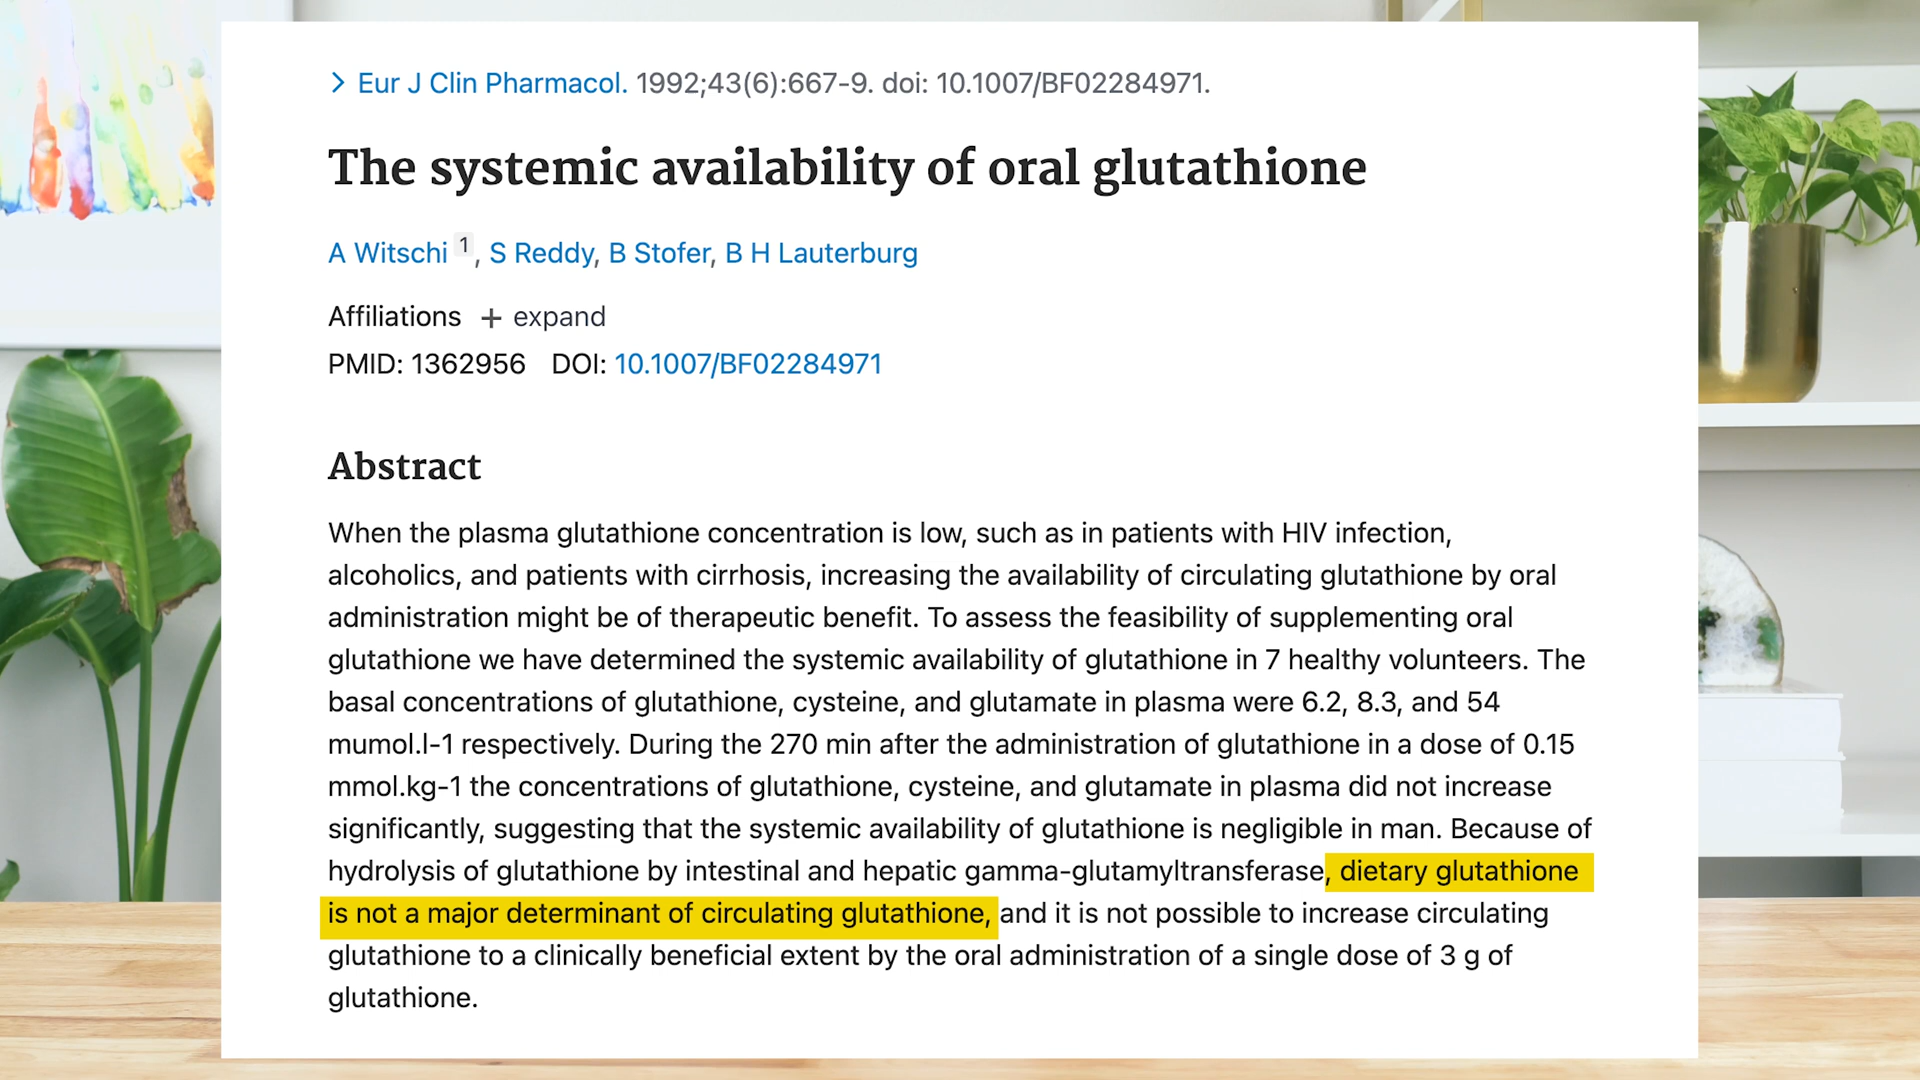 > Eur J Clin Pharmacol. 1992;43(6):667-9. doi: 10.1007/BF02284971.
The systemic availability of oral glutathione
A Witschi 1, S Reddy, B Stofer, B H Lauterburg
Affiliations + expand
PMID: 1362956 DOI: 10.1007/BF02284971
Abstract
When the plasma glutathione concentration is low, such as in patients with HIV infection,
alcoholics, and patients with cirrhosis, increasing the availability of circulating glutathione by oral
administration might be of therapeutic benefit. To assess the feasibility of supplementing oral
glutathione we have determined the systemic availability of glutathione in 7 healthy volunteers. The
basal concentrations of glutathione, cysteine, and glutamate in plasma were 6.2, 8.3, and 54
mumol.l-1 respectively. During the 270 min after the administration of glutathione in a dose of 0.15
mmol.kg-1 the concentrations of glutathione, cysteine, and glutamate in plasma did not increase
significantly, suggesting that the systemic availability of glutathione is negligible in man. Because of
hydrolysis of glutathione by intestinal and hepatic gamma-glutamyltransferase, dietary glutathione
is not a major determinant of circulating glutathione, and it is not possible to increase circulating
glutathione to a clinically beneficial extent by the oral administration of a single dose of 3 g of
glutathione.